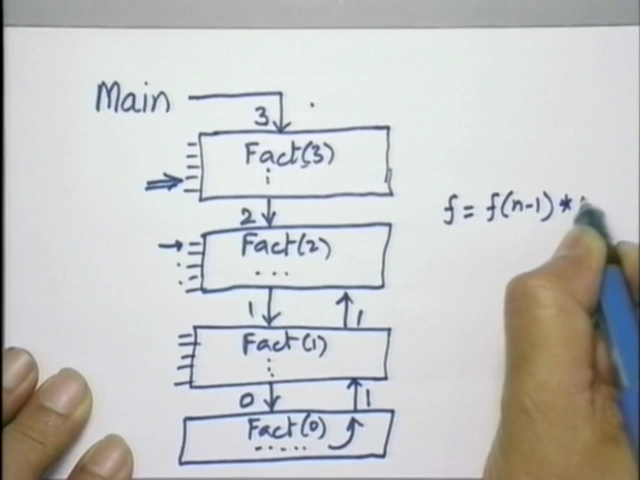 Main
3
Fact(3)
2
Fact(2)
1 1
Fact(1)
0 1
Fact(0)
f = f(n-1) *